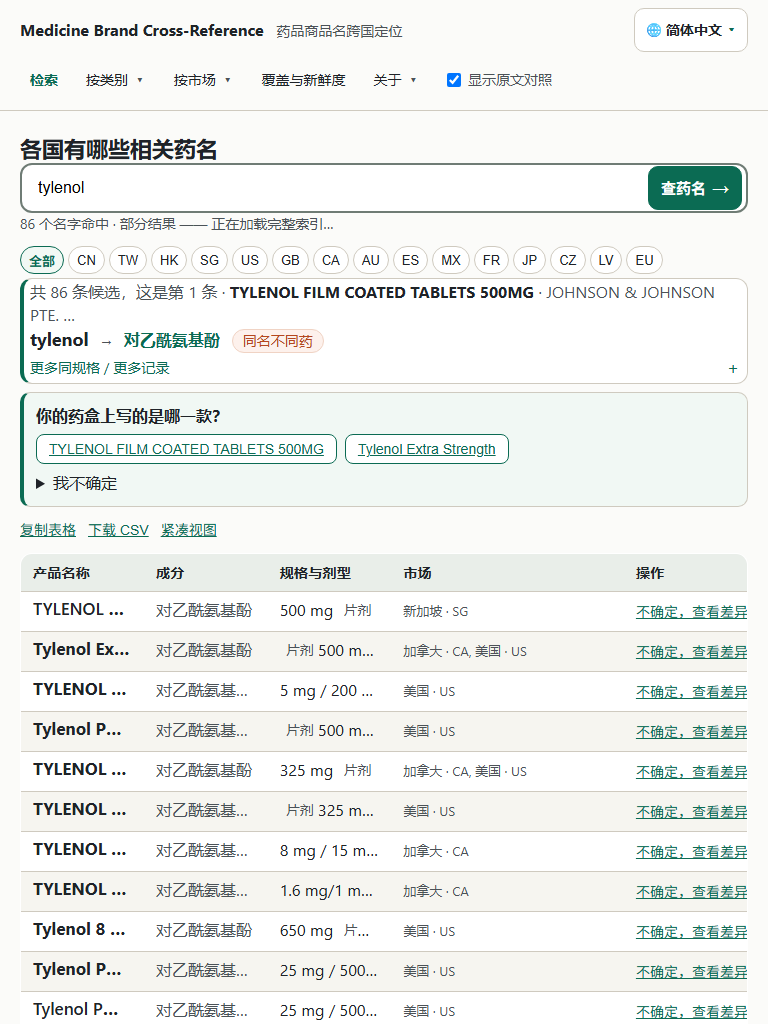 Medicine Brand Cross-Reference 药品商品名跨国定位
🌐 简体中文 ▾
检索 按类别 ▾ 按市场 ▾ 覆盖与新鲜度 关于 ▾ 显示原文对照
各国有哪些相关药名
tylenol 查药名 →
86 个名字命中 · 部分结果 —— 正在加载完整索引…
全部 CN TW HK SG US GB CA AU ES MX FR JP CZ LV EU
共 86 条候选，这是第 1 条 · TYLENOL FILM COATED TABLETS 500MG · JOHNSON & JOHNSON
PTE. …
tylenol → 对乙酰氨基酚 同名不同药
更多同规格 / 更多记录 +
你的药盒上写的是哪一款？
TYLENOL FILM COATED TABLETS 500MG Tylenol Extra Strength
▶ 我不确定
复制表格 下载 CSV 紧凑视图
产品名称 成分 规格与剂型 市场 操作
TYLENOL … 对乙酰氨基酚 500 mg 片剂 新加坡 · SG 不确定，查看差异
Tylenol Ex… 对乙酰氨基酚 片剂 500 m… 加拿大 · CA, 美国 · US 不确定，查看差异
TYLENOL … 对乙酰氨基… 5 mg / 200 … 美国 · US 不确定，查看差异
Tylenol P… 对乙酰氨基… 片剂 500 m… 美国 · US 不确定，查看差异
TYLENOL … 对乙酰氨基酚 325 mg 片剂 加拿大 · CA, 美国 · US 不确定，查看差异
TYLENOL … 对乙酰氨基… 片剂 325 m… 美国 · US 不确定，查看差异
TYLENOL … 对乙酰氨基… 8 mg / 15 m… 加拿大 · CA 不确定，查看差异
TYLENOL … 对乙酰氨基… 1.6 mg/1 m… 加拿大 · CA 不确定，查看差异
Tylenol 8 … 对乙酰氨基酚 650 mg 片… 美国 · US 不确定，查看差异
Tylenol P… 对乙酰氨基… 25 mg / 500… 美国 · US 不确定，查看差异
Tylenol P… 对乙酰氨基… 25 mg / 500… 美国 · US 不确定，查看差异